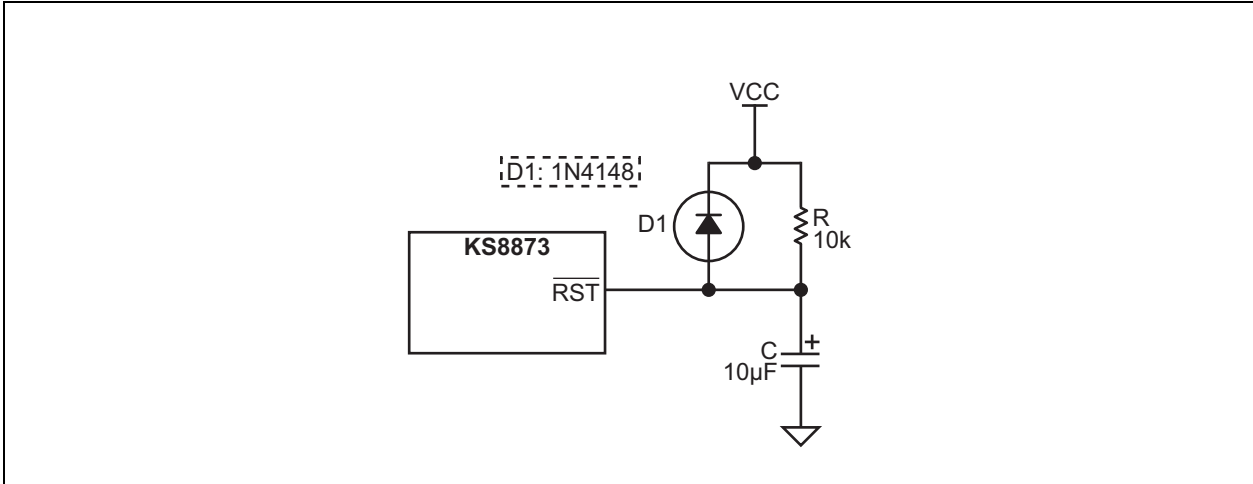 VCC
D1: 1N4148
D1
R
10k
KS8873
RST
C
+
10µF